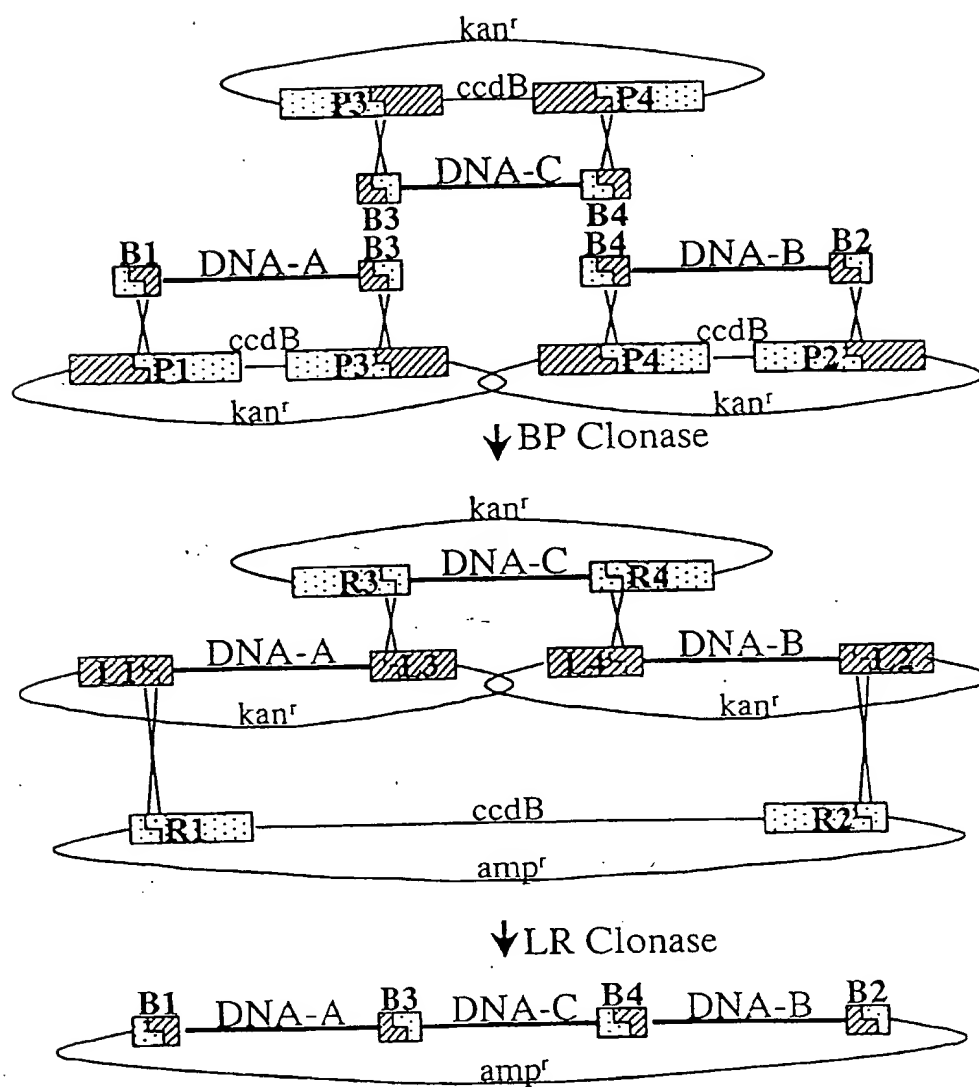 kanʳ
P3 ccdB P4
DNA-C
B3 B4
B3 B4
B1 DNA-A DNA-B B2
ccdB ccdB
P1 P3 P4 P2
kanʳ kanʳ
BP Clonase
kanʳ
R3 DNA-C R4
DNA-A DNA-B
L1 L3 L4 L2
kanʳ kanʳ
R1 ccdB R2
ampʳ
LR Clonase
B1 B3 B4 B2
DNA-A DNA-C DNA-B
ampʳ